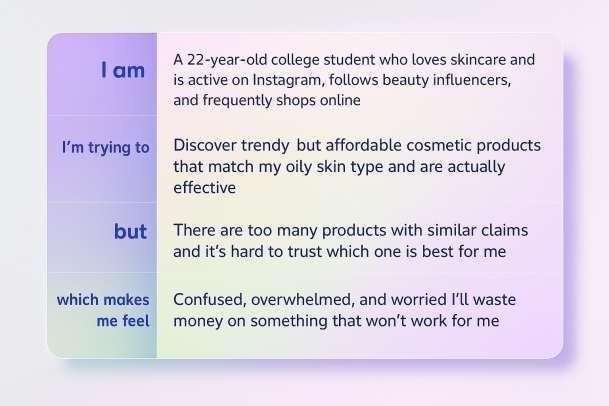 I am
A 22-year-old college student who loves skincare and
is active on Instagram, follows beauty influencers,
and frequently shops online
I'm trying to
Discover trendy but affordable cosmetic products
that match my oily skin type and are actually
effective
but
There are too many products with similar claims
and it's hard to trust which one is best for me
which makes
me feel
Confused, overwhelmed, and worried I'll waste
money on something that won't work for me